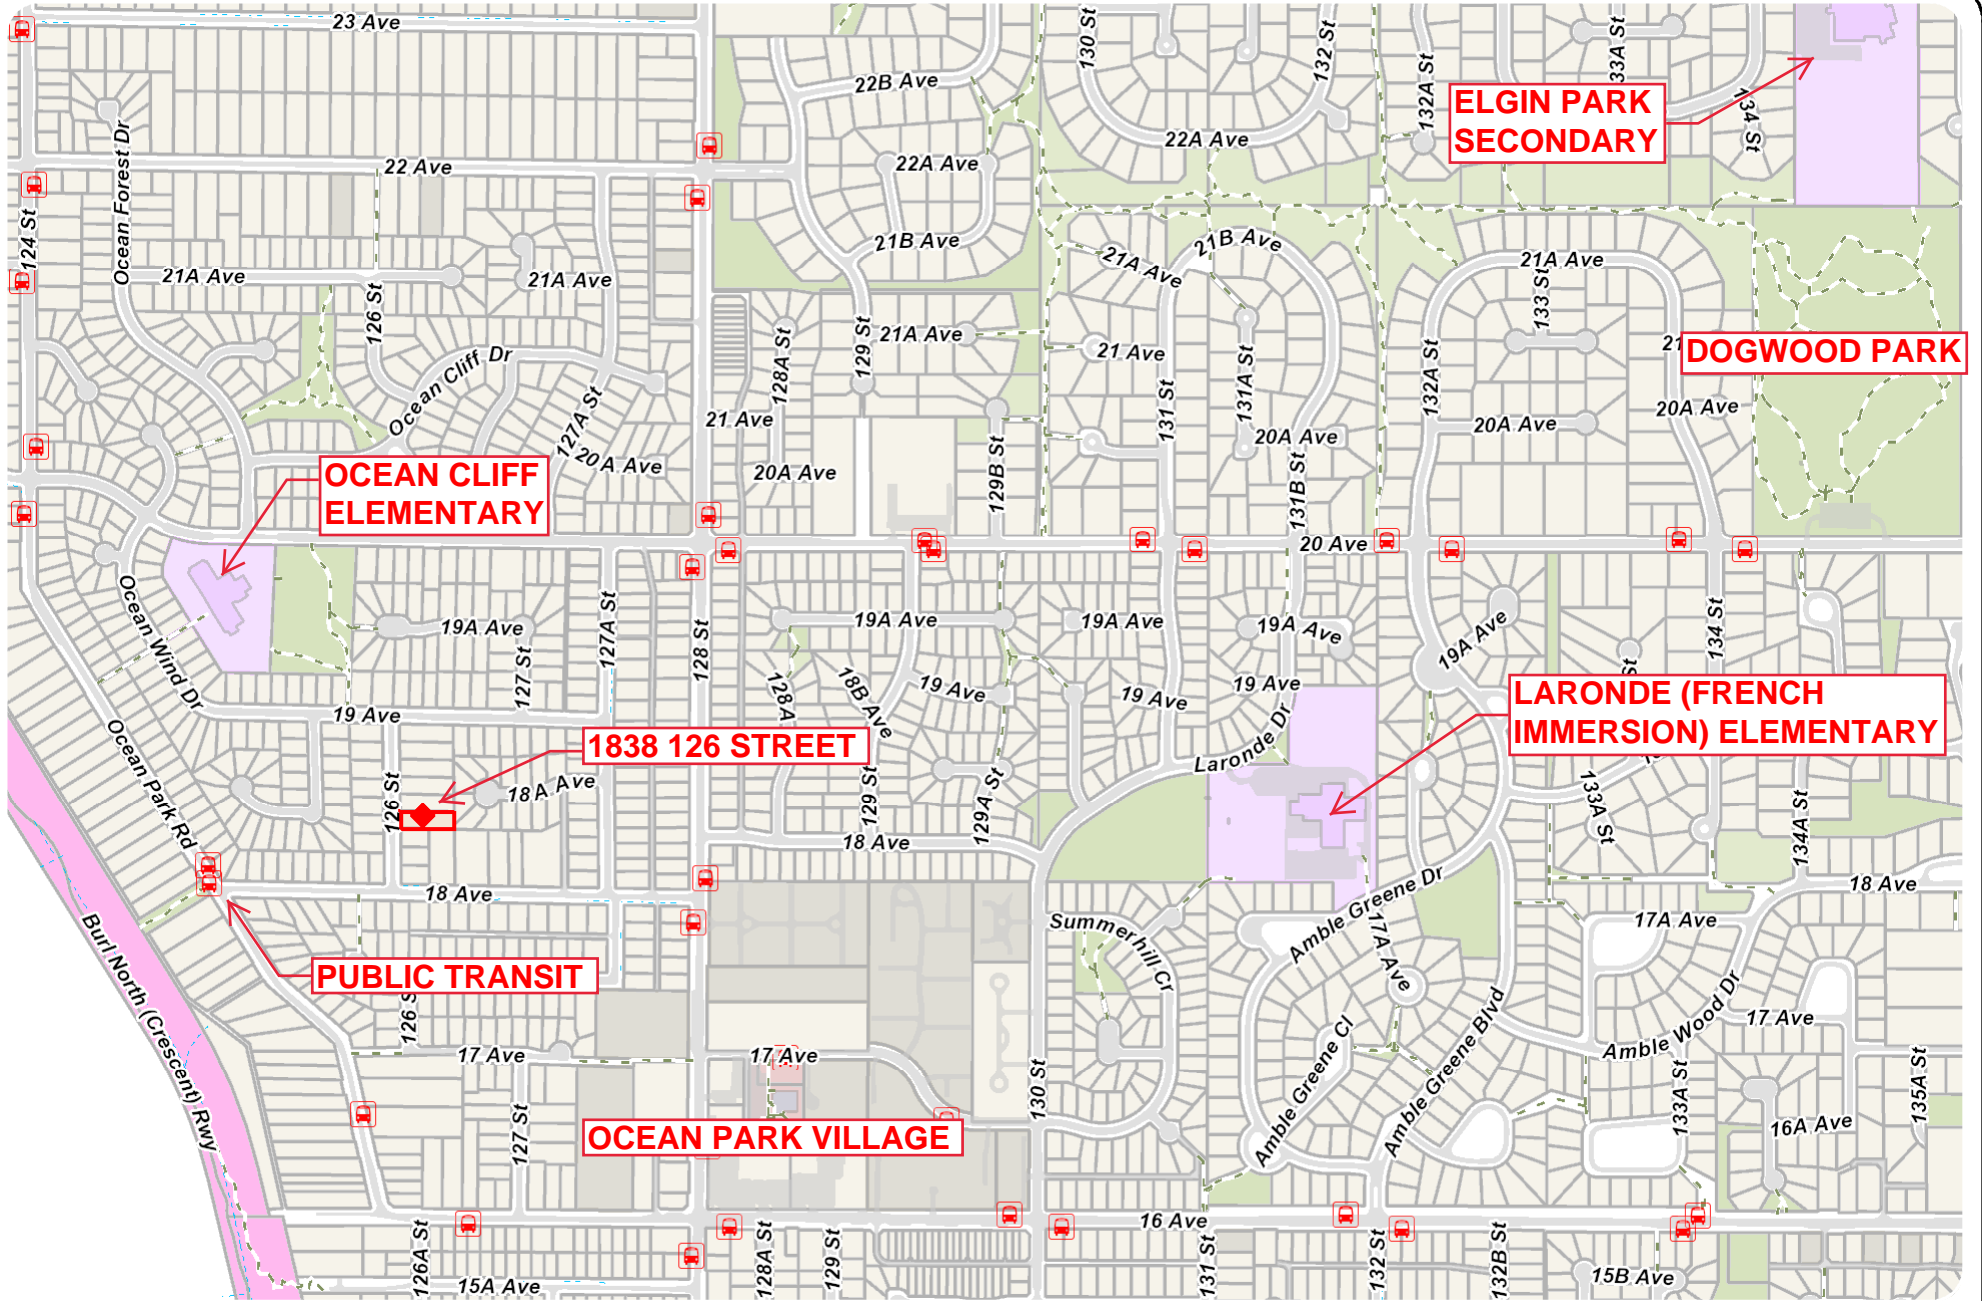 23 Ave
130 St
132 St
33A St
132A St
22B Ave
ELGIN PARK
SECONDARY
134 St
22A Ave
22 Ave
22A Ave
Ocean Forest Dr
124 St
21B Ave
21B Ave
21A Ave
21A Ave
21A Ave
21A Ave
133 St
126 St
129 St
21A Ave
128A St
21 Ave
21
DOGWOOD PARK
Ocean Cliff Dr
131A St
132A St
131 St
127A St
21 Ave
20A Ave
20A Ave
20A Ave
20A Ave
20A Ave
129B St
131B St
OCEAN CLIFF
ELEMENTARY
20 Ave
Ocean Wind Dr
19A Ave
127A St
128 St
19A Ave
19A Ave
19A Ave
19A Ave
134 St
127 St
St
19 Ave
128A
18B Ave
19 Ave
19 Ave
19 Ave
LARONDE (FRENCH
IMMERSION) ELEMENTARY
Laronde Dr
Ocean Park Rd
1838 126 STREET
126 St
18A Ave
129 St
129A St
133A St
134A St
18 Ave
18 Ave
18 Ave
Amble Greene Dr
17A Ave
17A Ave
Summerhill Cr
Burl North (Crescent) Rwy
PUBLIC TRANSIT
126 S
17 Ave
17 Ave
17 Ave
Amble Wood Dr
Amble Greene Blvd
Amble Greene Cl
130 St
133A St
135A St
127 St
OCEAN PARK VILLAGE
16A Ave
16 Ave
126A St
128A St
129 St
131 St
132 St
132B St
15A Ave
15B Ave